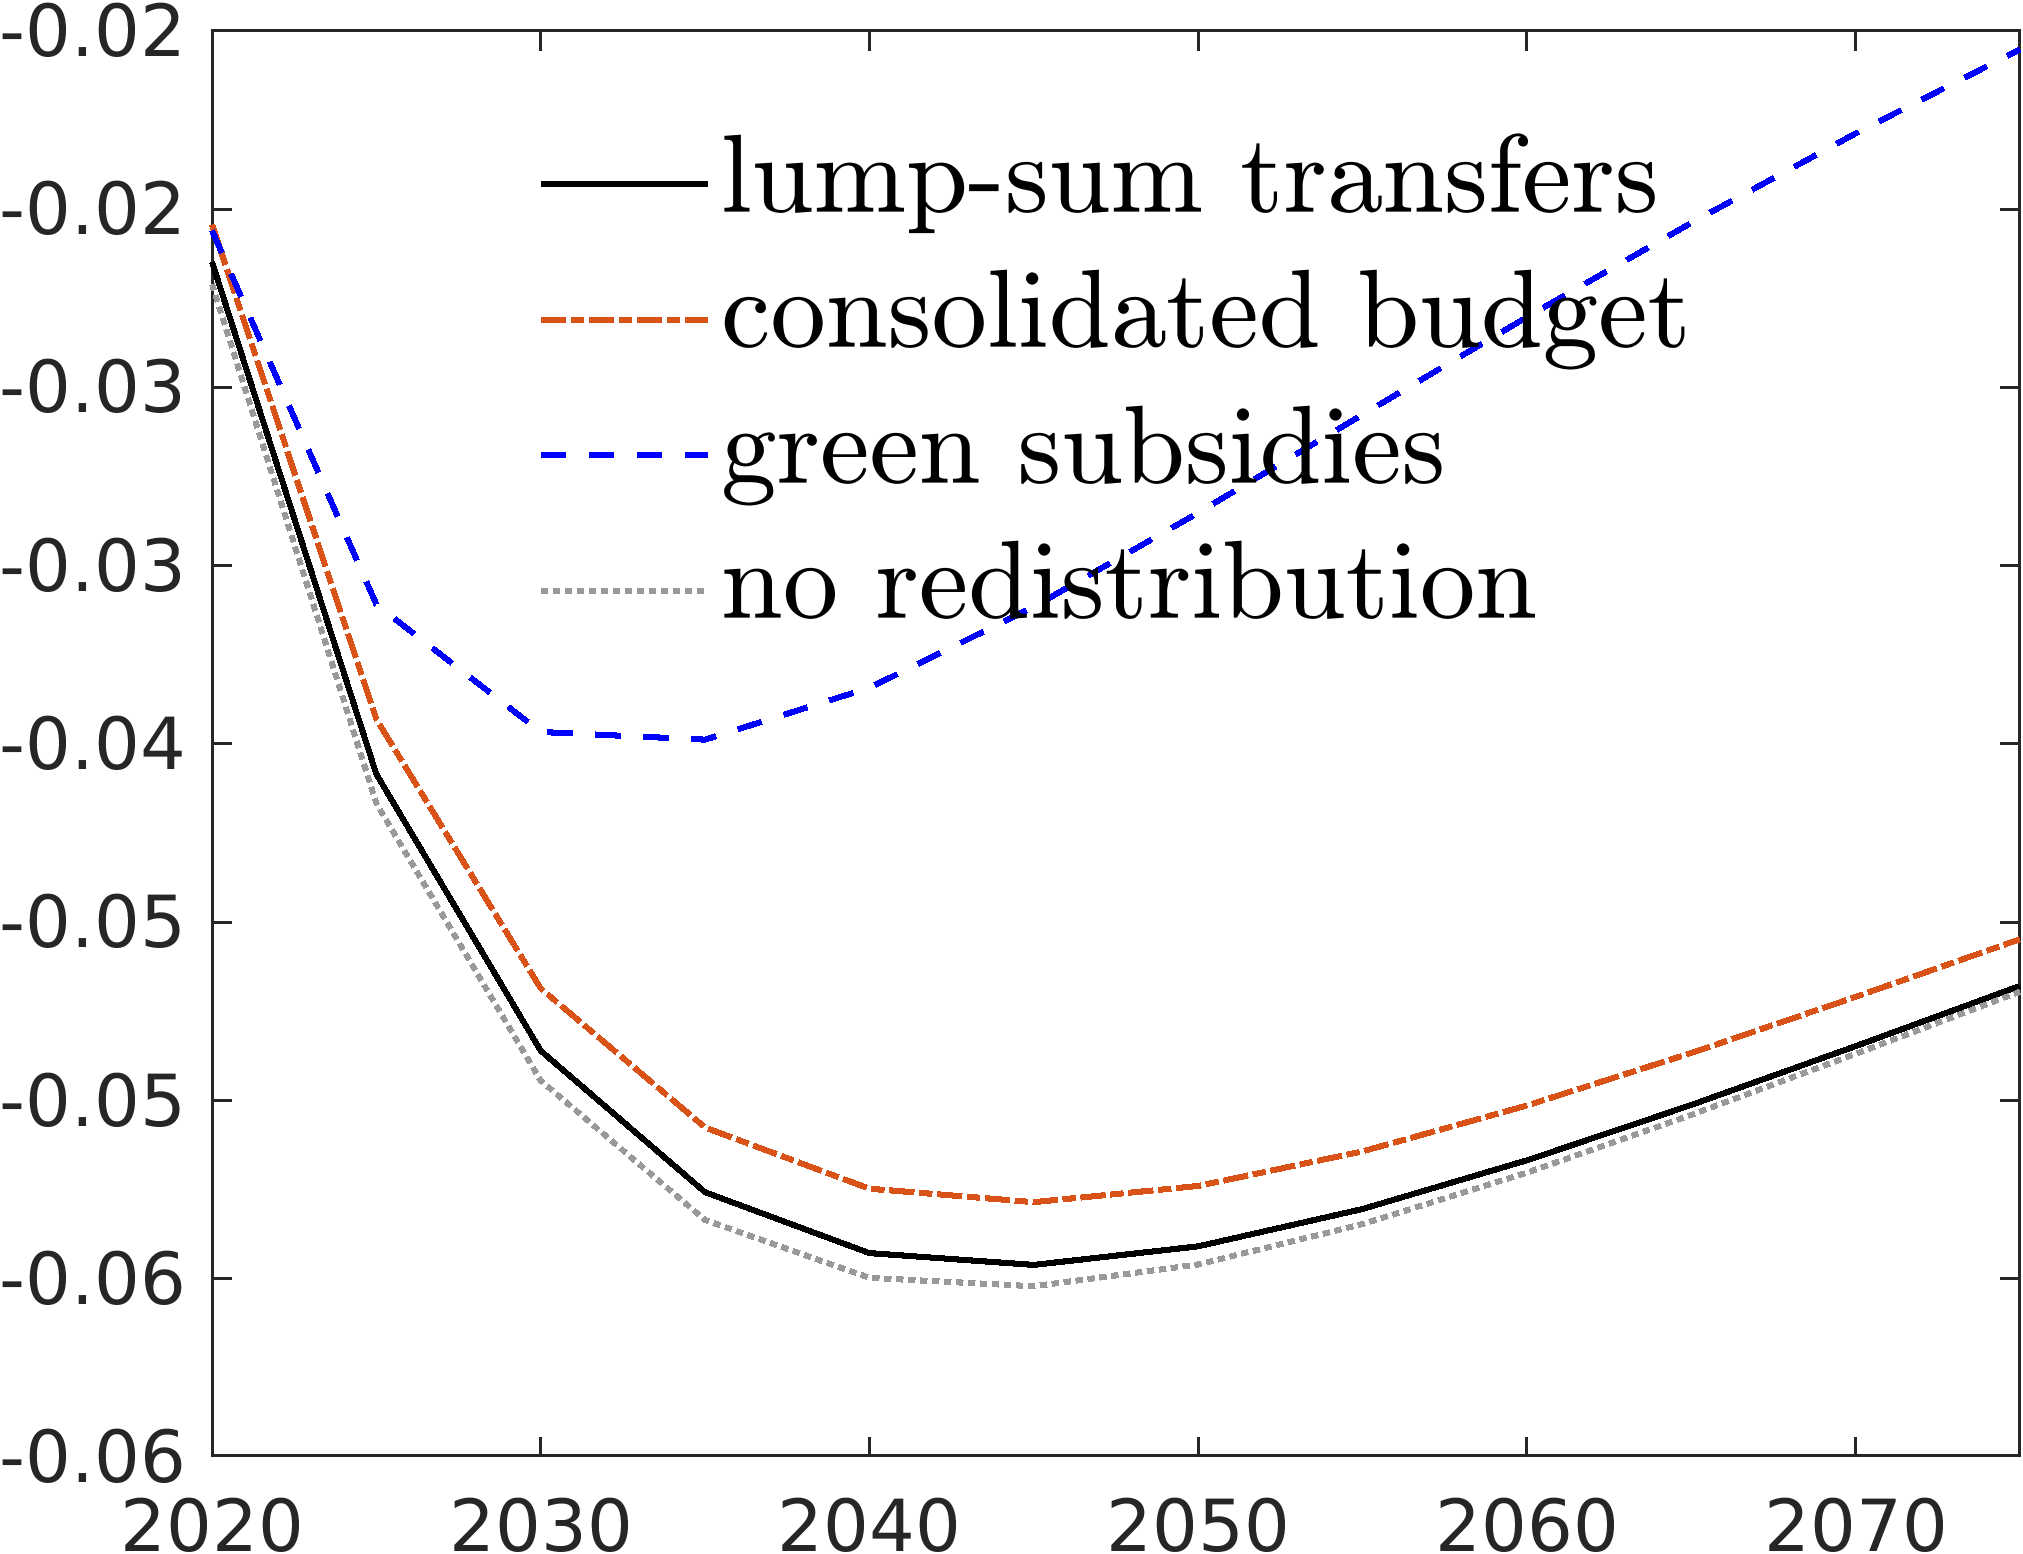 -0.02
-0.02
-0.03
-0.03
-0.04
-0.05
-0.05
-0.06
-0.06
2020 2030 2040 2050 2060 2070
lump-sum transfers
consolidated budget
green subsidies
no redistribution